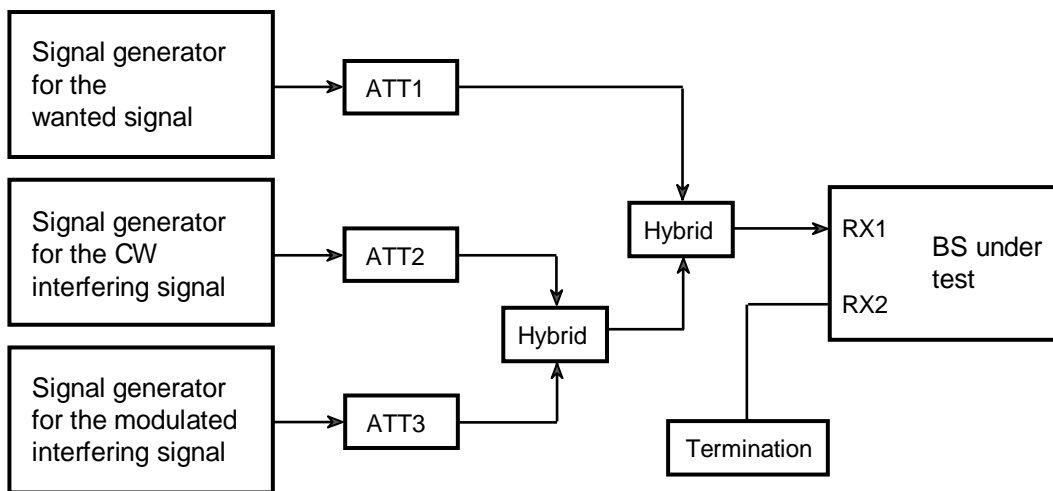 Signal generator
for the
wanted signal
ATT1
Signal generator
for the CW
interfering signal
ATT2
Signal generator
for the modulated
interfering signal
ATT3
Hybrid
Hybrid
RX1
RX2
BS under
test
Termination